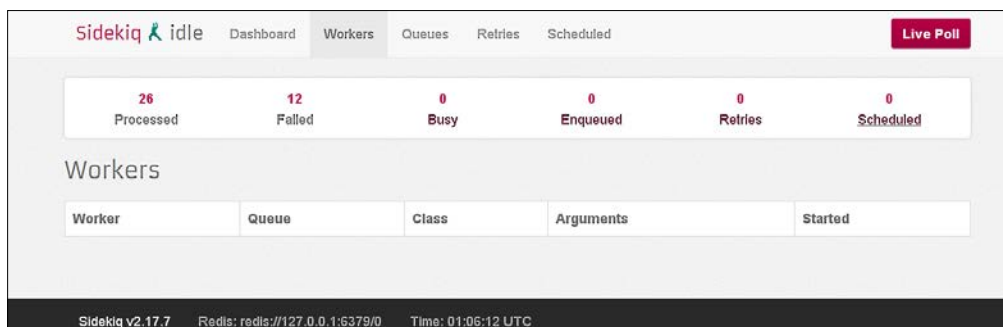 Sidekiq idle Dashboard Workers Queues Retries Scheduled Live Poll
26 12 0 0 0 0
Processed Failed Busy Enqueued Retries Scheduled
Workers
Worker Queue Class Arguments Started
Sidekiq v2.17.7 Redis: redis://127.0.0.1:6379/0 Time: 01:06:12 UTC